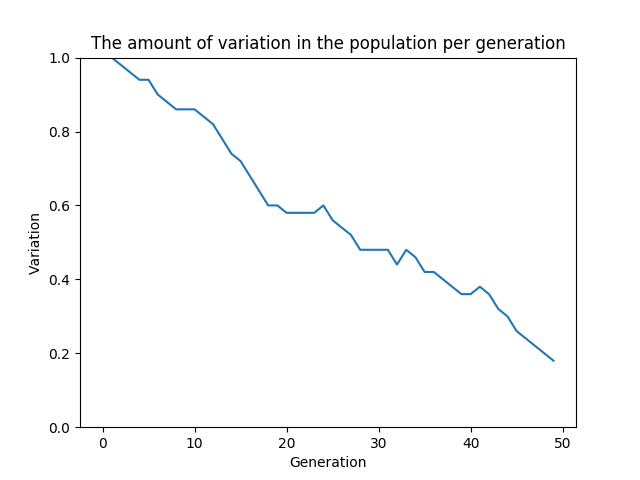 The amount of variation in the population per generation
1.0
0.8
0.6
0.4
0.2
0.0
Variation
0 10 20 30 40 50
Generation